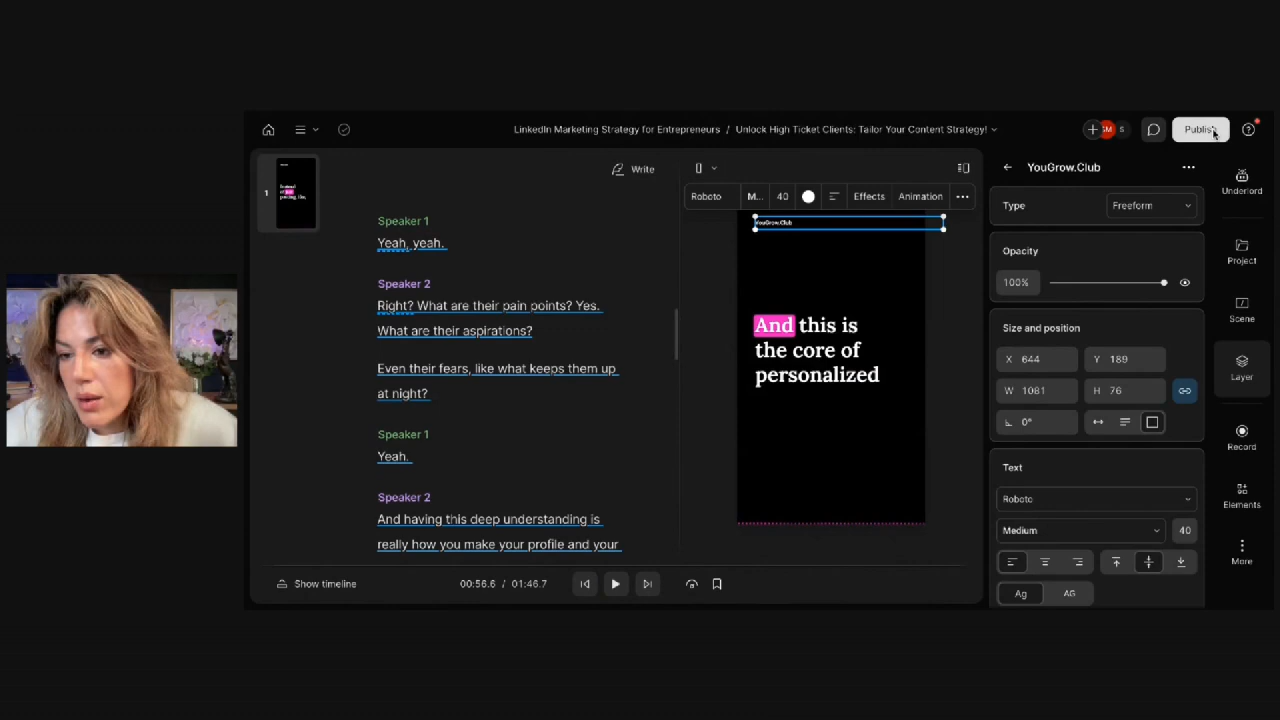 LinkedIn Marketing Strategy for Entrepreneurs / Unlock High Ticket Clients: Tailor Your Content Strategy!
SM S
Publish
1
Write
Speaker 1
Yeah, yeah.
Speaker 2
Right? What are their pain points? Yes.
What are their aspirations?
Even their fears, like what keeps them up
at night?
Speaker 1
Yeah.
Speaker 2
And having this deep understanding is
really how you make your profile and your
Show timeline
00:56.6 / 01:46.7
Roboto M... 40 Effects Animation
YouGrow.Club
And this is
the core of
personalized
YouGrow.Club
Type Freeform
Opacity
100%
Size and position
X 644 Y 189
W 1081 H 76
0°
Text
Roboto
Medium 40
Ag AG
Underlord
Project
Scene
Layer
Record
Elements
More